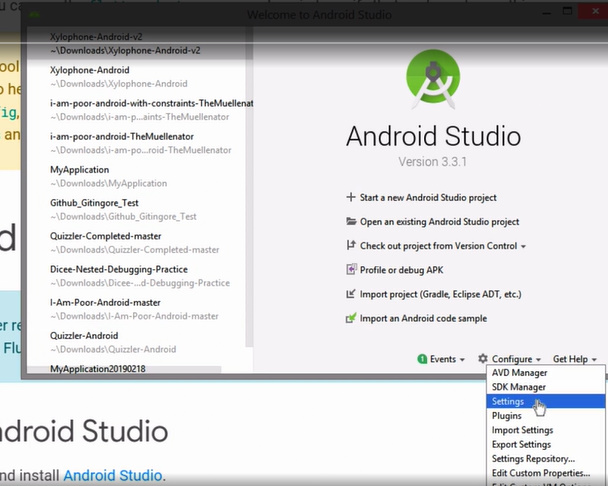 Welcome to Android Studio
Xylophone-Android-v2
~\Downloads\Xylophone-Android-v2
Xylophone-Android
~\Downloads\Xylophone-Android
i-am-poor-android-with-constraints-TheMuellenat
~\Downloads\i-am-p...aints-TheMuellenator
i-am-poor-android-TheMuellenator
~\Downloads\i-am-po...roid-TheMuellenator
MyApplication
~\Downloads\MyApplication
Github_Gitingore_Test
~\Downloads\Github_Gitingore_Test
Quizzler-Completed-master
~\Downloads\Quizzler-Completed-master
Dicee-Nested-Debugging-Practice
~\Downloads\Dicee-...d-Debugging-Practice
I-Am-Poor-Android-master
~\Downloads\I-Am-Poor-Android-master
Quizzler-Android
~\Downloads\Quizzler-Android
MyApplication20190218
Android Studio
Version 3.3.1
Start a new Android Studio project
Open an existing Android Studio project
Check out project from Version Control
Profile or debug APK
Import project (Gradle, Eclipse ADT, etc.)
Import an Android code sample
1 Events
Configure
Get Help
AVD Manager
SDK Manager
Settings
Plugins
Import Settings
Export Settings
Settings Repository...
Edit Custom Properties...
ool
o he
fig,
an
d
er re
Flu
ndroid Studio
nd install Android Studio.